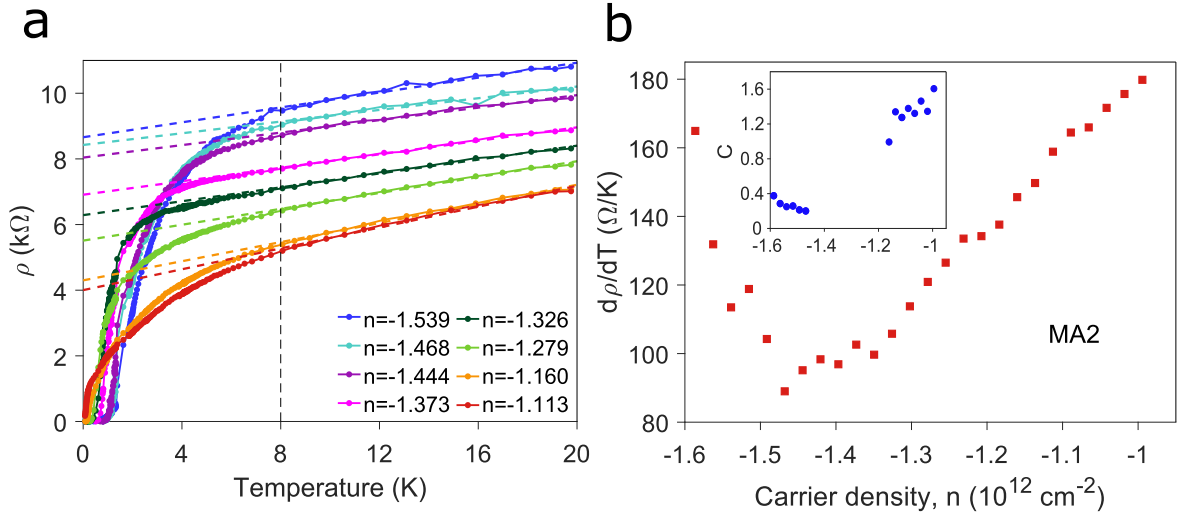 a
ρ (kΩ)
10
8
6
4
2
0
n=-1.539
n=-1.468
n=-1.444
n=-1.373
n=-1.326
n=-1.279
n=-1.160
n=-1.113
0 4 8 12 16 20
Temperature (K)
b
dρ/dT (Ω/K)
180
160
140
120
100
80
C
1.6
1.2
0.8
0.4
0
-1.6 -1.4 -1.2 -1
MA2
-1.6 -1.5 -1.4 -1.3 -1.2 -1.1 -1
Carrier density, n (10¹² cm⁻²)